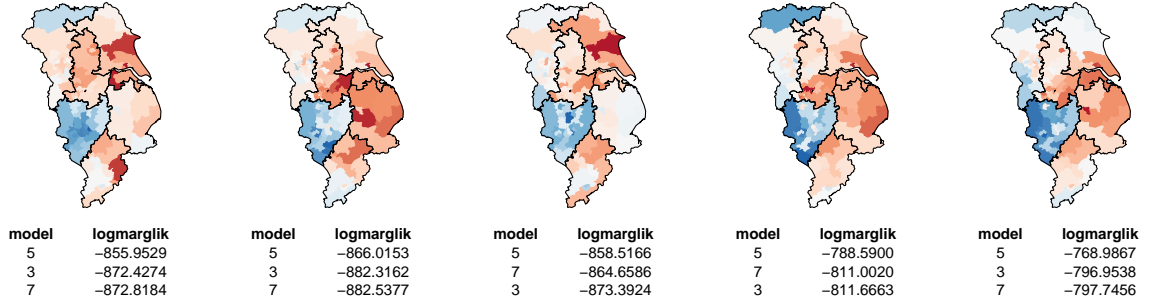 model logmarglik model logmarglik model logmarglik model logmarglik model logmarglik
5 −855.9529 5 −866.0153 5 −858.5166 5 −788.5900 5 −768.9867
3 −872.4274 3 −882.3162 7 −864.6586 7 −811.0020 3 −796.9538
7 −872.8184 7 −882.5377 3 −873.3924 3 −811.6663 7 −797.7456